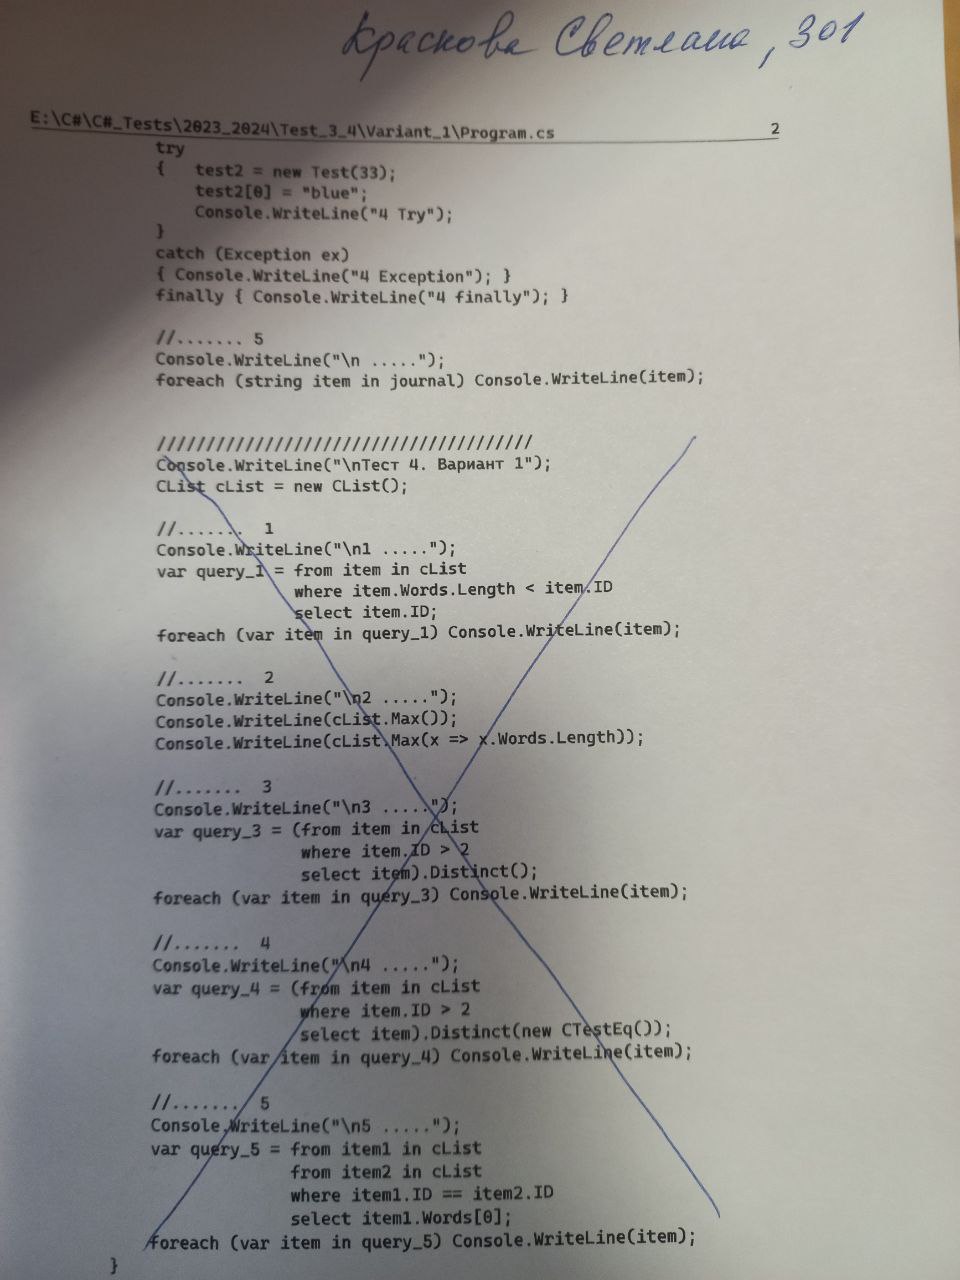 Краснова Светлана, 301
E:\C#\C#_Tests\2023_2024\Test_3_4\Variant_1\Program.cs 2
try
{ test2 = new Test(33);
test2[0] = "blue";
Console.WriteLine("4 Try");
}
catch (Exception ex)
{ Console.WriteLine("4 Exception"); }
finally { Console.WriteLine("4 finally"); }
//....... 5
Console.WriteLine("\n .....");
foreach (string item in journal) Console.WriteLine(item);
//////////////////////////////////////
Console.WriteLine("\nТест 4. Вариант 1");
CList cList = new CList();
//....... 1
Console.WriteLine("\n1 .....");
var query_1 = from item in cList
where item.Words.Length < item.ID
select item.ID;
foreach (var item in query_1) Console.WriteLine(item);
//....... 2
Console.WriteLine("\n2 .....");
Console.WriteLine(cList.Max());
Console.WriteLine(cList.Max(x => x.Words.Length));
//....... 3
Console.WriteLine("\n3 .....");
var query_3 = (from item in cList
where item.ID > 2
select item).Distinct();
foreach (var item in query_3) Console.WriteLine(item);
//....... 4
Console.WriteLine("\n4 .....");
var query_4 = (from item in cList
where item.ID > 2
select item).Distinct(new CTestEq());
foreach (var item in query_4) Console.WriteLine(item);
//....... 5
Console.WriteLine("\n5 .....");
var query_5 = from item1 in cList
from item2 in cList
where item1.ID == item2.ID
select item1.Words[0];
foreach (var item in query_5) Console.WriteLine(item);
}